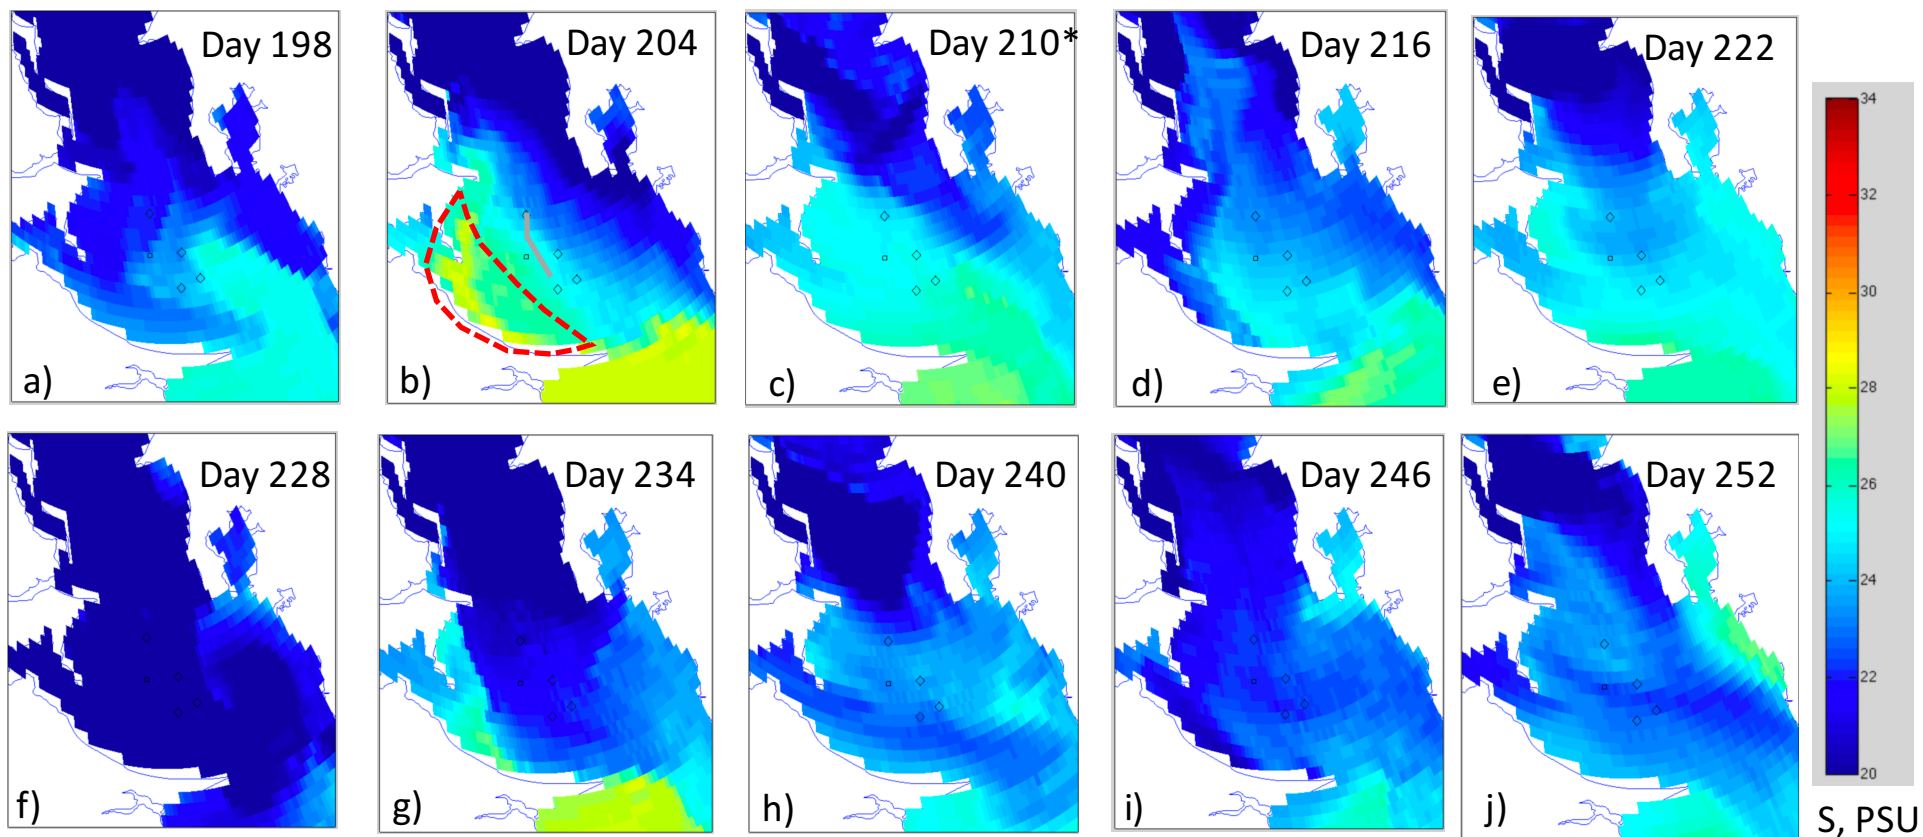 Day 198
Day 204
Day 210*
Day 216
Day 222
a)
b)
c)
d)
e)
Day 228
Day 234
Day 240
Day 246
Day 252
f)
g)
h)
i)
j)
34
32
30
28
26
24
22
20
S, PSU